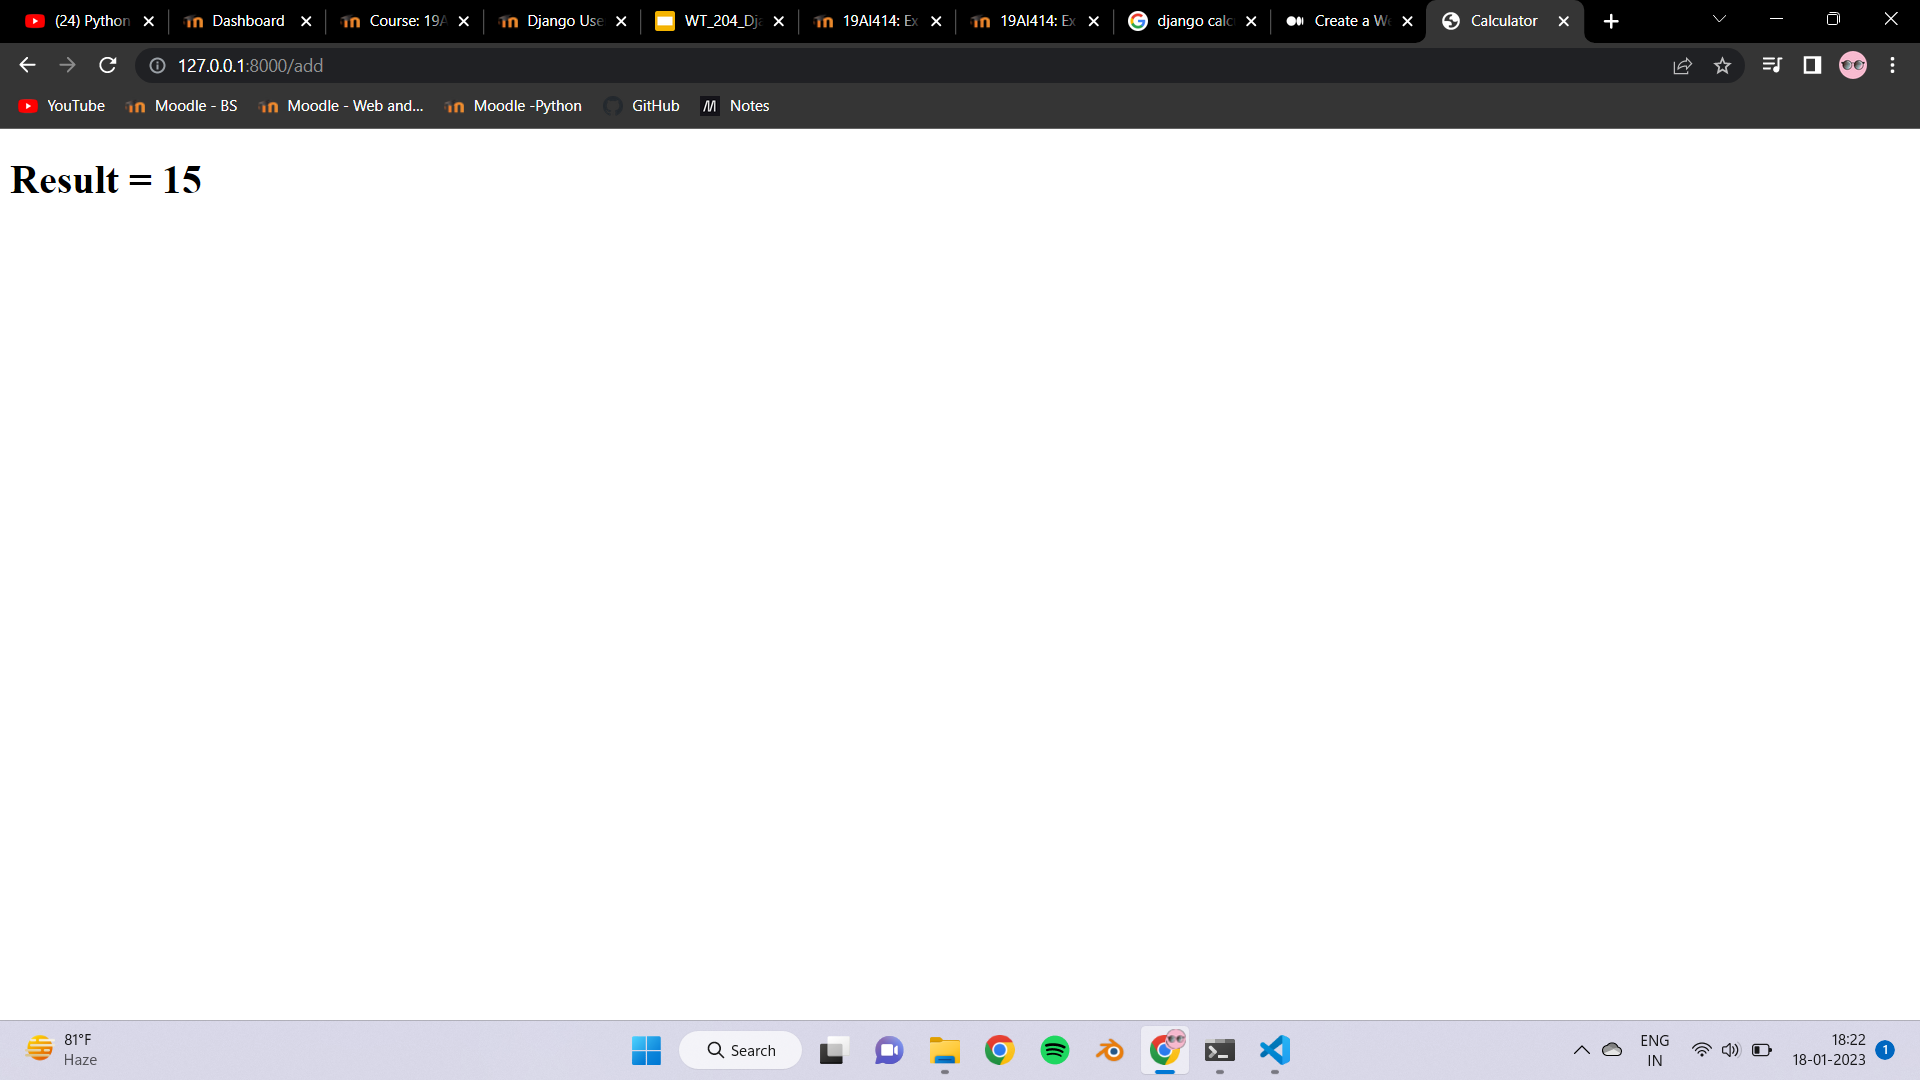 (24) Python
Dashboard
Course: 19A
Django Use
WT_204_Dja
19AI414: Ex
19AI414: Ex
django calc
Create a We
Calculator
127.0.0.1:8000/add
YouTube
Moodle - BS
Moodle - Web and...
Moodle -Python
GitHub
Notes
Result = 15
81°F
Haze
Search
ENG
IN
18:22
18-01-2023
1